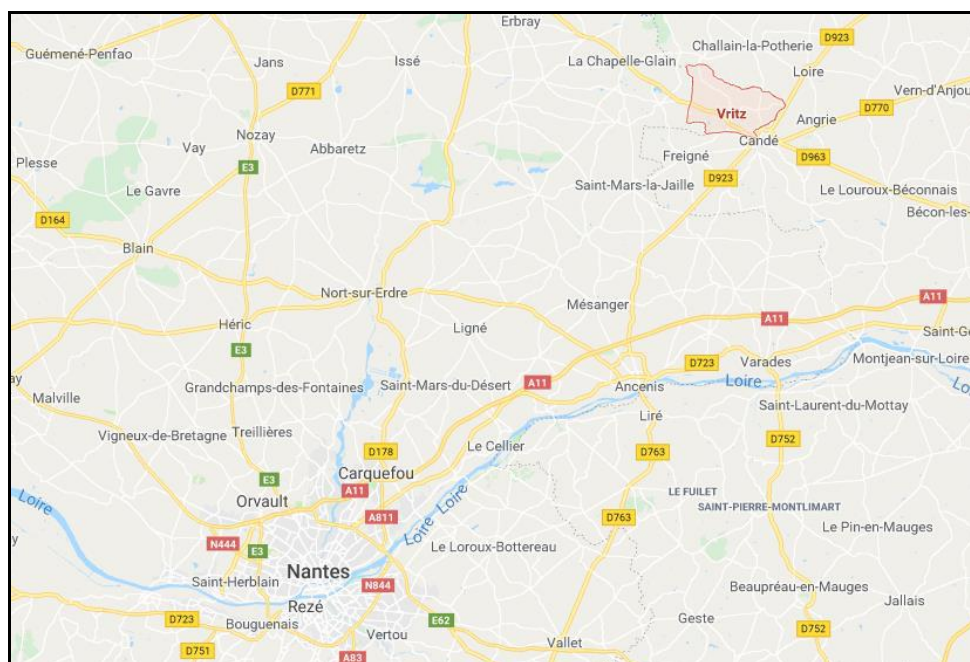 Erbray
D923
Guémené-Penfao
Challain-la-Potherie
Jans
Issé
La Chapelle-Glain
Loire
D771
Vern-d'Anjou
Vritz
D770
Nozay
Angrie
Vay
Abbaretz
Candé
Plesse
E3
Freigné
D963
D923
Saint-Mars-la-Jaille
Le Gavre
Le Louroux-Béconnais
D164
Bécon-les-
Blain
Nort-sur-Erdre
A11
Mésanger
A11
Héric
Ligné
Saint-Ge
E3
D723
Varades
Montjean-sur-Loire
Grandchamps-des-Fontaines
Saint-Mars-du-Désert
A11
Ancenis
Loire
Lo
Malville
Liré
Saint-Laurent-du-Mottay
Vigneux-de-Bretagne
Treillières
D178
Le Cellier
D763
D752
Carquefou
E3
A11
LE FUILET
Orvault
Loire
SAINT-PIERRE-MONTLIMART
A811
D763
Loire
Loire
Le Pin-en-Mauges
N444
E3
Le Loroux-Bottereau
Nantes
Saint-Herblain
N844
Beaupréau-en-Mauges
Jallais
Rezé
D723
Bouguenais
E62
Geste
Vertou
D752
D751
A83
Vallet